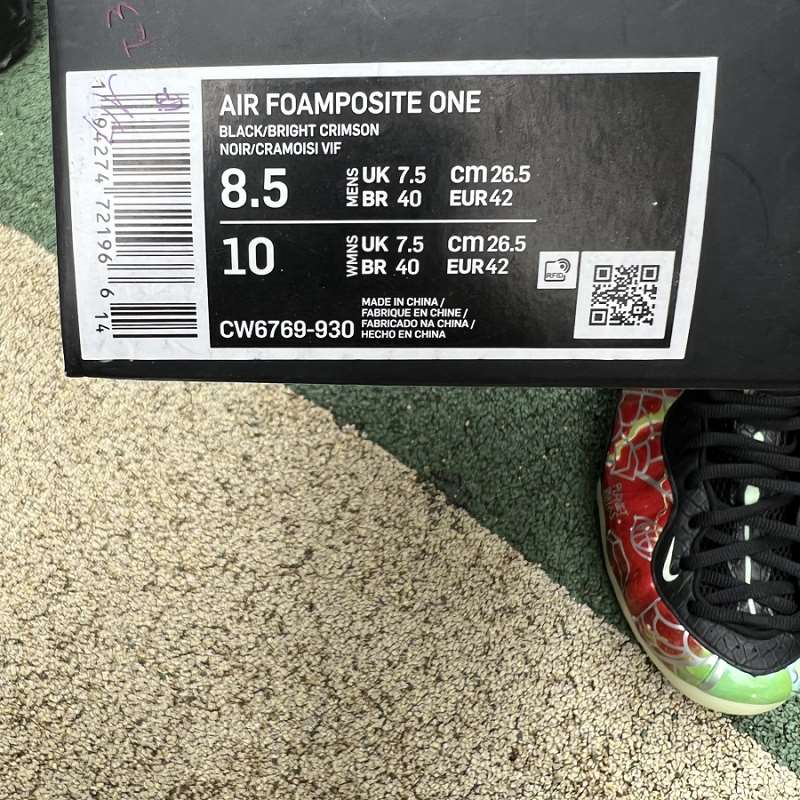 T3
AIR FOAMPOSITE ONE
BLACK/BRIGHT CRIMSON
NOIR/CRAMOISI VIF
8.5 MENS UK 7.5 cm 26.5
BR 40 EUR 42
10 WMNS UK 7.5 cm 26.5
BR 40 EUR 42
RFID
CW6769-930
MADE IN CHINA /
FABRIQUE EN CHINE /
FABRICADO NA CHINA /
HECHO EN CHINA
1 94274 72196 6 14